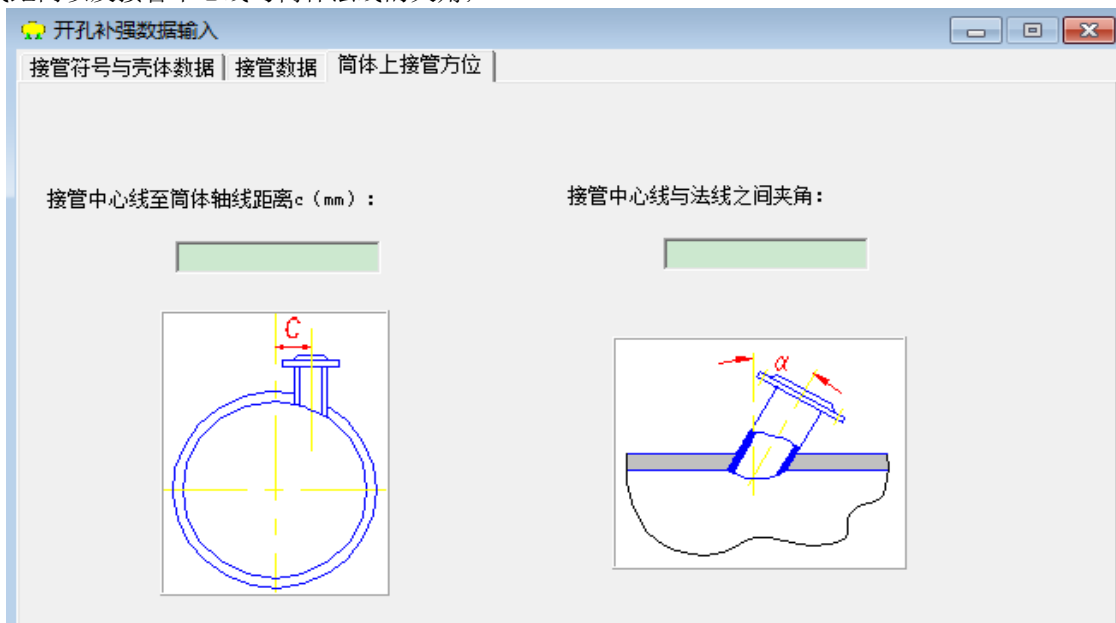 开孔补强数据输入
接管符号与壳体数据 接管数据 筒体上接管方位
接管中心线至筒体轴线距离c（mm）：
接管中心线与法线之间夹角：
C
α